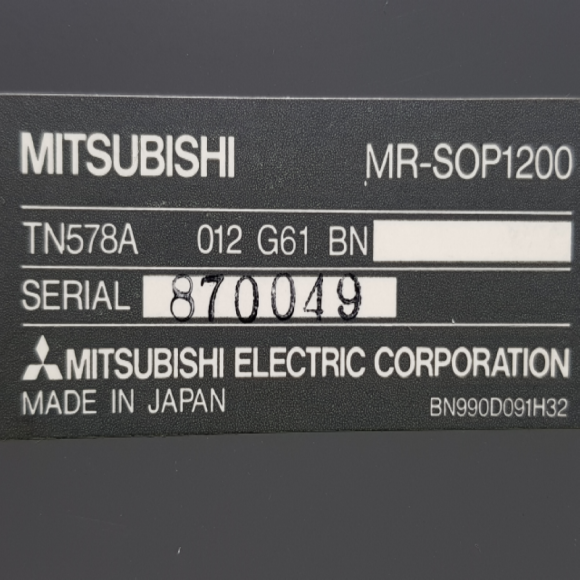 MITSUBISHI MR-SOP1200
TN578A 012 G61 BN
SERIAL 870049
MITSUBISHI ELECTRIC CORPORATION
MADE IN JAPAN BN990D091H32